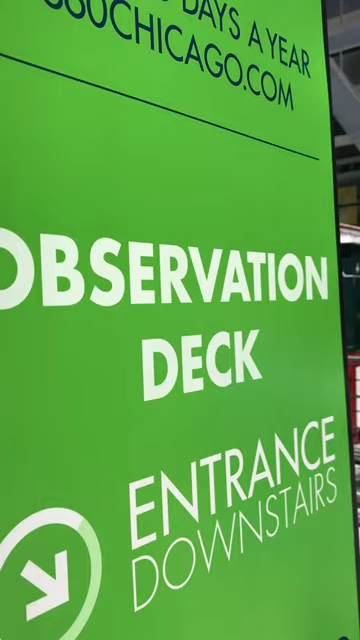 DAYS A YEAR
360CHICAGO.COM
OBSERVATION
DECK
ENTRANCE
DOWNSTAIRS